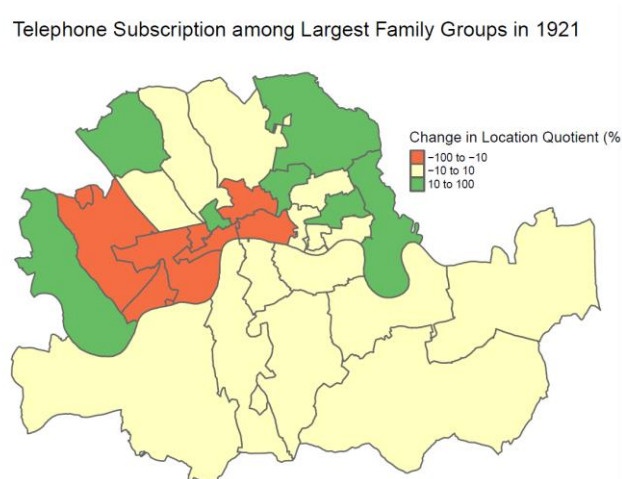 Telephone Subscription among Largest Family Groups in 1921
Change in Location Quotient (%
−100 to −10
−10 to 10
10 to 100